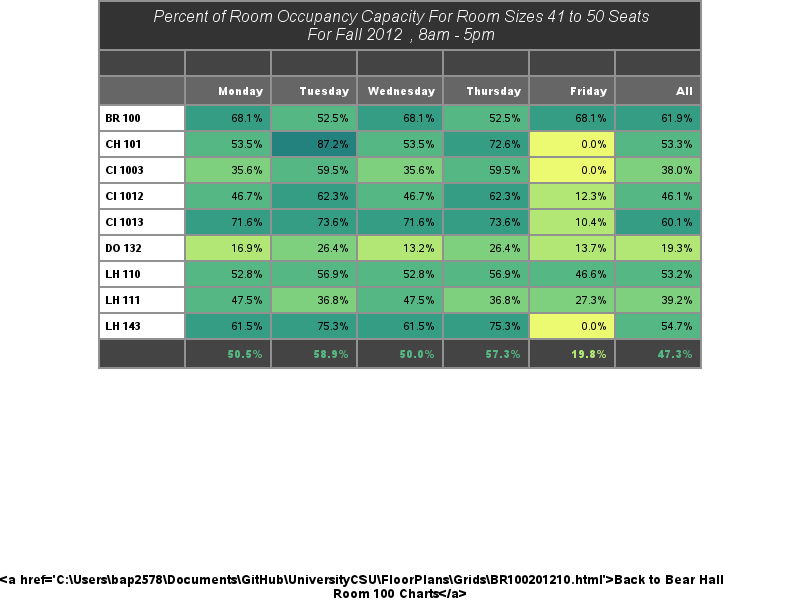 Percent of Room Occupancy Capacity For Room Sizes 41 to 50 Seats
For Fall 2012 , 8am - 5pm
Monday Tuesday Wednesday Thursday Friday All
BR 100 68.1% 52.5% 68.1% 52.5% 68.1% 61.9%
CH 101 53.5% 87.2% 53.5% 72.6% 0.0% 53.3%
CI 1003 35.6% 59.5% 35.6% 59.5% 0.0% 38.0%
CI 1012 46.7% 62.3% 46.7% 62.3% 12.3% 46.1%
CI 1013 71.6% 73.6% 71.6% 73.6% 10.4% 60.1%
DO 132 16.9% 26.4% 13.2% 26.4% 13.7% 19.3%
LH 110 52.8% 56.9% 52.8% 56.9% 46.6% 53.2%
LH 111 47.5% 36.8% 47.5% 36.8% 27.3% 39.2%
LH 143 61.5% 75.3% 61.5% 75.3% 0.0% 54.7%
50.5% 58.9% 50.0% 57.3% 19.8% 47.3%
<a href='C:\Users\bap2578\Documents\GitHub\UniversityCSU\FloorPlans\Grids\BR100201210.html'>Back to Bear Hall
Room 100 Charts</a>